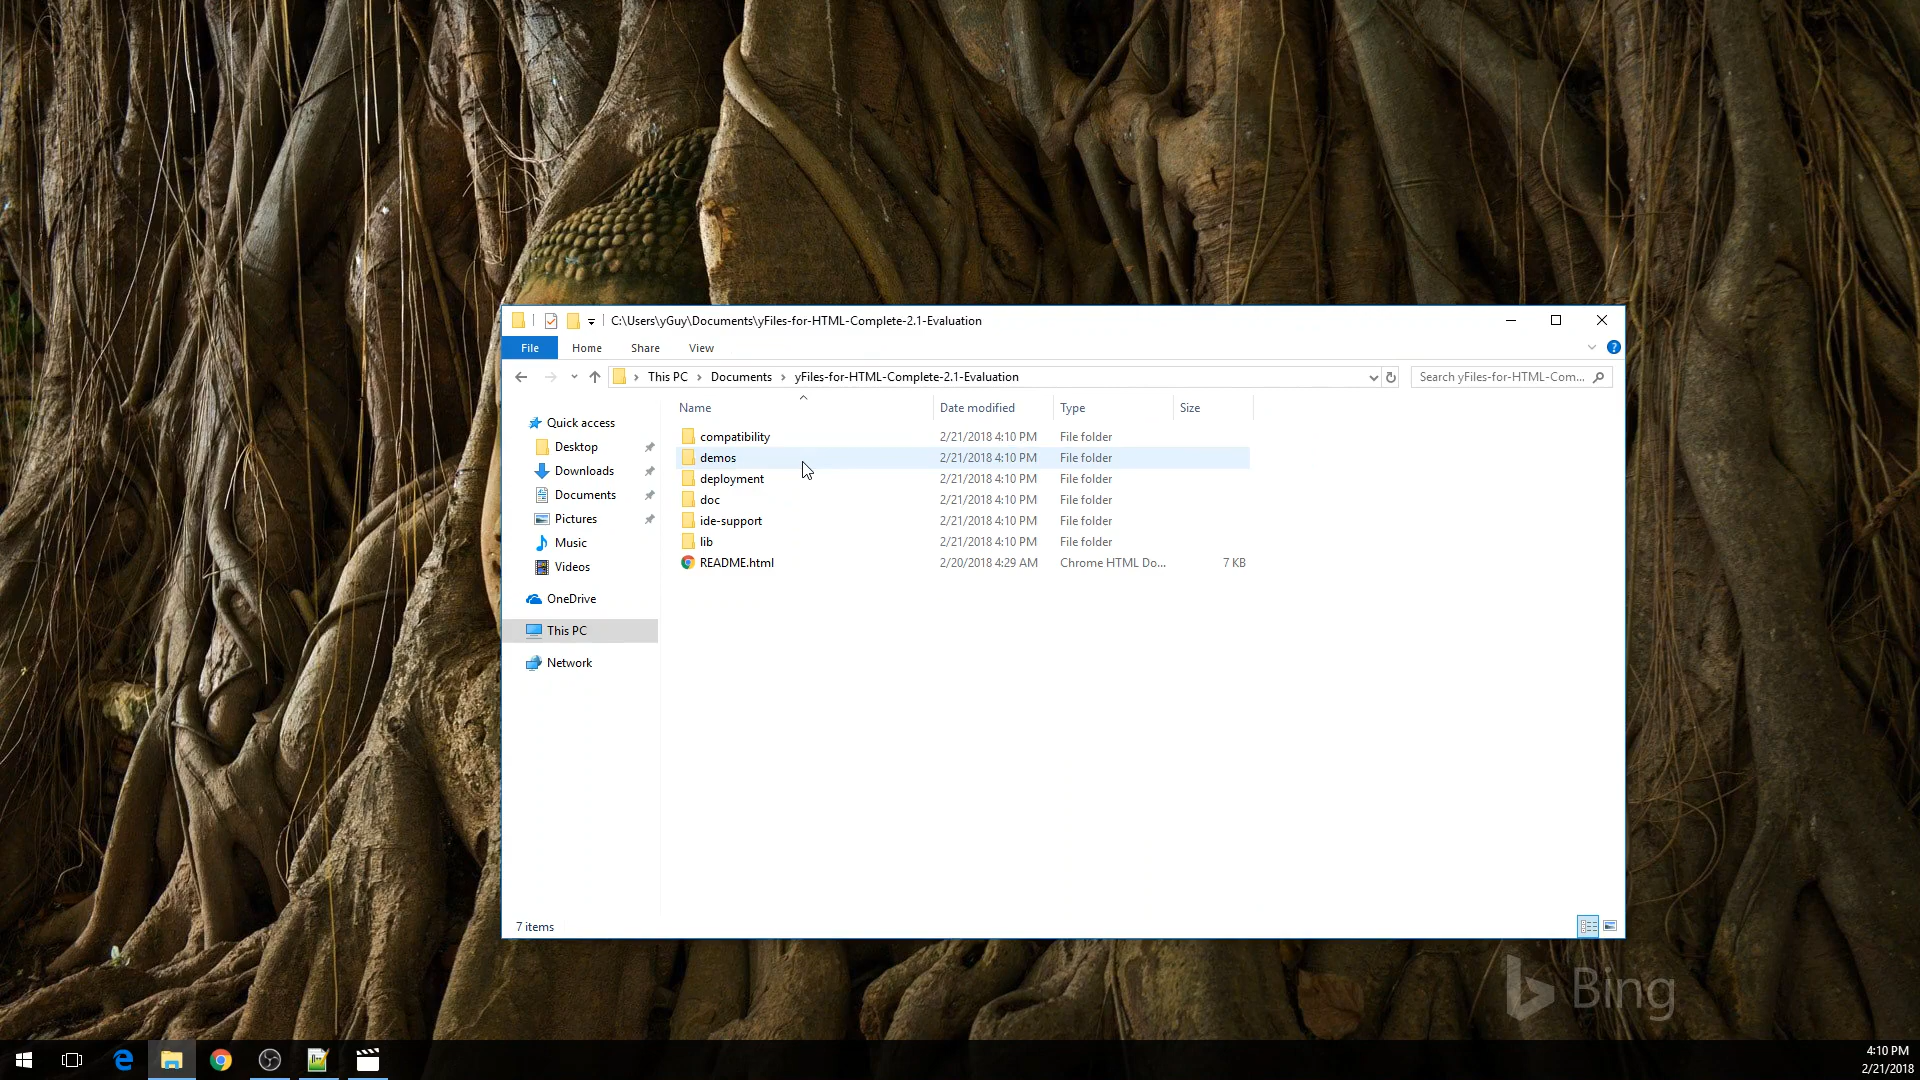 C:\Users\yGuy\Documents\yFiles-for-HTML-Complete-2.1-Evaluation
File Home Share View
This PC Documents yFiles-for-HTML-Complete-2.1-Evaluation Search yFiles-for-HTML-Com...
Name Date modified Type Size
Quick access
Desktop
Downloads
Documents
Pictures
Music
Videos
OneDrive
This PC
Network
compatibility 2/21/2018 4:10 PM File folder
demos 2/21/2018 4:10 PM File folder
deployment 2/21/2018 4:10 PM File folder
doc 2/21/2018 4:10 PM File folder
ide-support 2/21/2018 4:10 PM File folder
lib 2/21/2018 4:10 PM File folder
README.html 2/20/2018 4:29 AM Chrome HTML Do... 7 KB
7 items
Bing
4:10 PM
2/21/2018